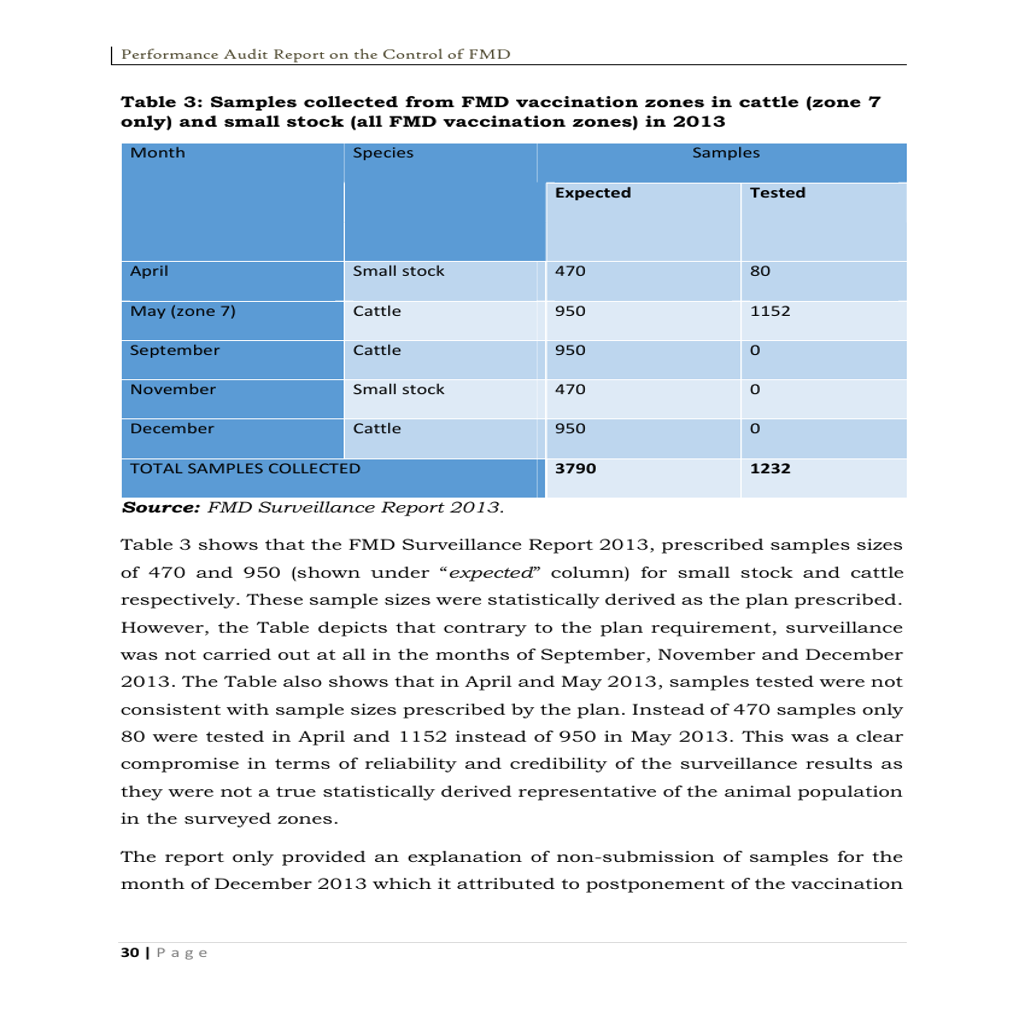 Performance Audit Report on the Control of FMD
Table 3: Samples collected from FMD vaccination zones in cattle (zone 7
only) and small stock (all FMD vaccination zones) in 2013
Month Species Samples
Expected Tested
April Small stock 470 80
May (zone 7) Cattle 950 1152
September Cattle 950 0
November Small stock 470 0
December Cattle 950 0
TOTAL SAMPLES COLLECTED 3790 1232
Source: FMD Surveillance Report 2013.
Table 3 shows that the FMD Surveillance Report 2013, prescribed samples sizes
of 470 and 950 (shown under “expected” column) for small stock and cattle
respectively. These sample sizes were statistically derived as the plan prescribed.
However, the Table depicts that contrary to the plan requirement, surveillance
was not carried out at all in the months of September, November and December
2013. The Table also shows that in April and May 2013, samples tested were not
consistent with sample sizes prescribed by the plan. Instead of 470 samples only
80 were tested in April and 1152 instead of 950 in May 2013. This was a clear
compromise in terms of reliability and credibility of the surveillance results as
they were not a true statistically derived representative of the animal population
in the surveyed zones.
The report only provided an explanation of non-submission of samples for the
month of December 2013 which it attributed to postponement of the vaccination
30 | Page